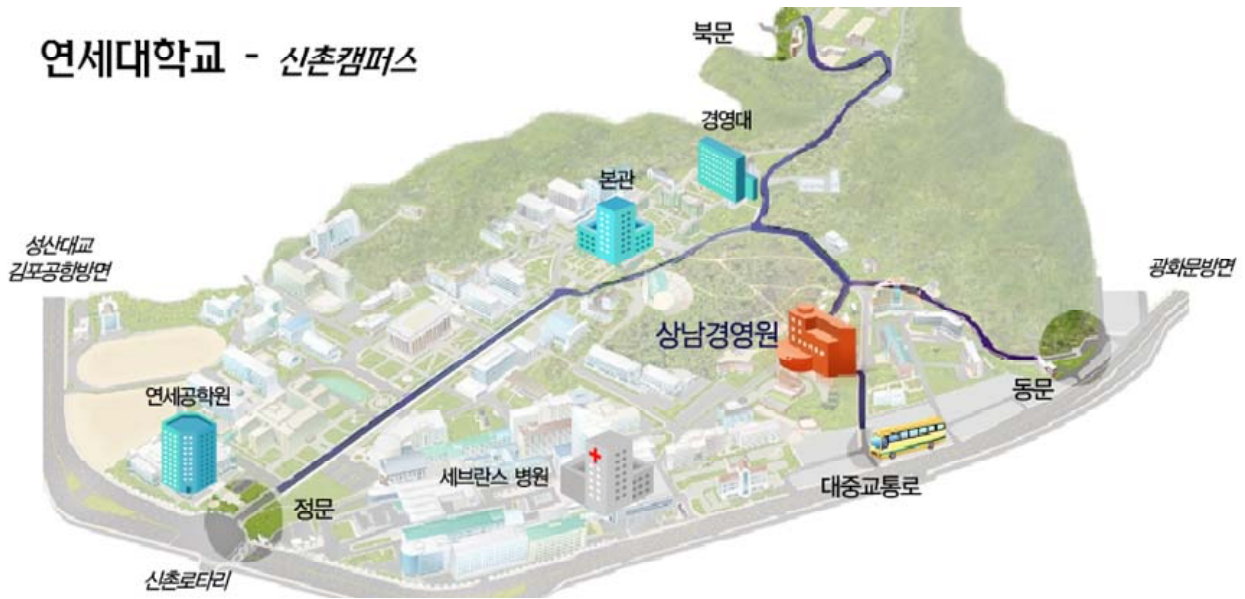 연세대학교 - 신촌캠퍼스
북문
경영대
본관
성산대교
김포공항방면
광화문방면
상남경영원
연세공학원
동문
세브란스 병원
대중교통로
정문
신촌로타리